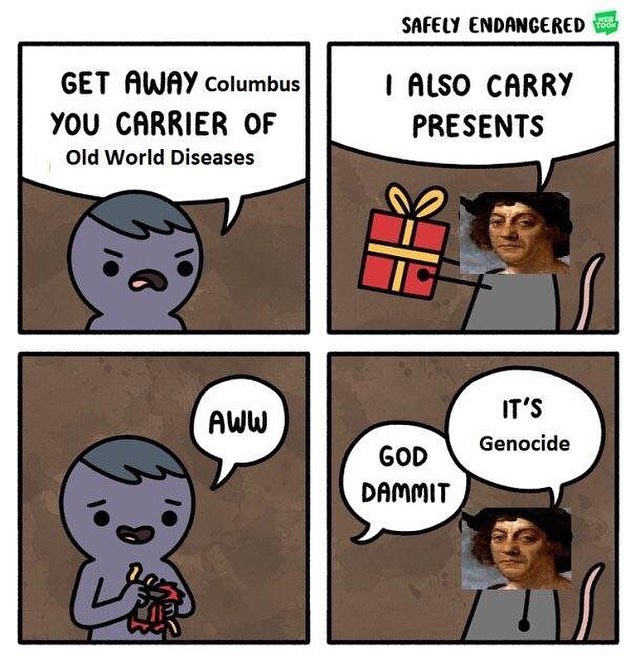 SAFELY ENDANGERED
WEB
TOON
GET AWAY Columbus
YOU CARRIER OF
Old World Diseases
I ALSO CARRY
PRESENTS
AWW
IT'S
Genocide
GOD
DAMMIT